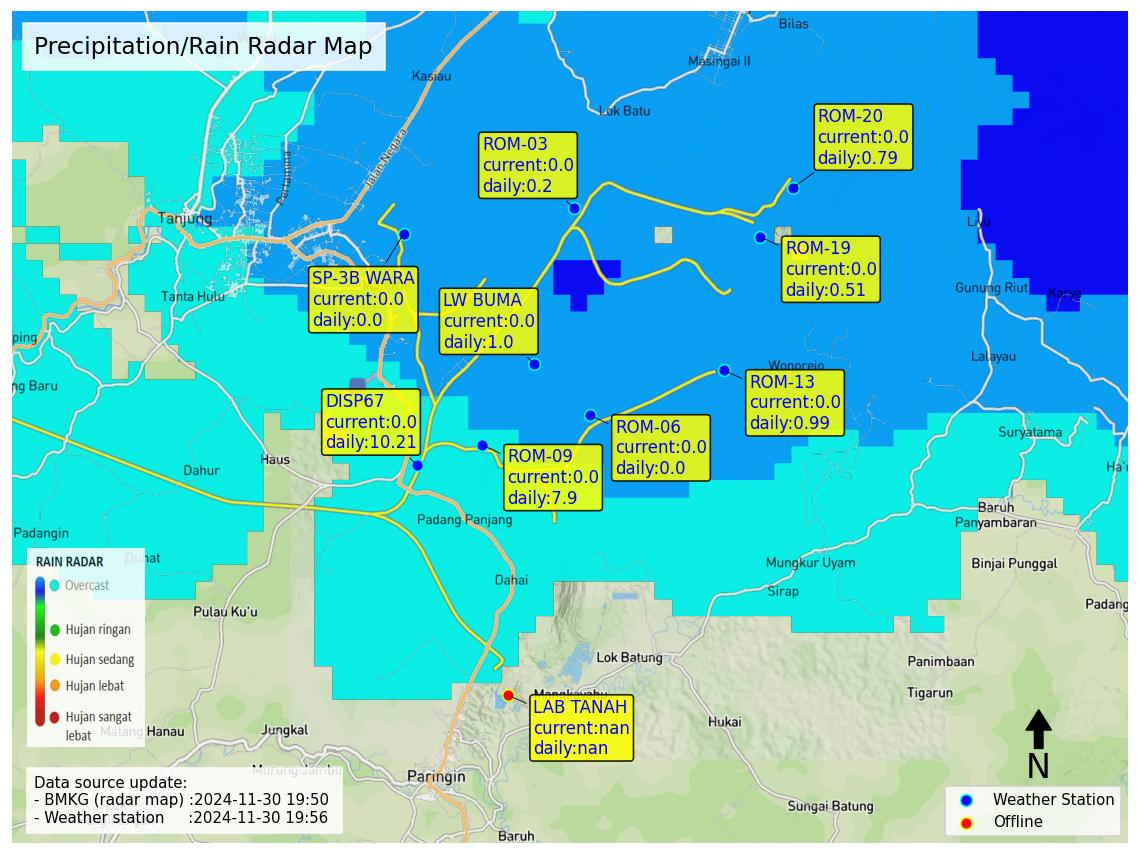 Precipitation/Rain Radar Map
Bilas
Masingai II
Kasiau
Lok Batu
ROM-20
current:0.0
daily:0.79
ROM-03
current:0.0
daily:0.2
Jalan Negara
Pertamina
Tanjung
Liyu
ROM-19
current:0.0
daily:0.51
SP-3B WARA
current:0.0
daily:0.0
LW BUMA
current:0.0
daily:1.0
Tanta Hulu
Gunung Riut
Karya
ping
Lalayau
Wonorejo
ng Baru
ROM-13
current:0.0
daily:0.99
DISP67
current:0.0
daily:10.21
ROM-06
current:0.0
daily:0.0
Suryatama
ROM-09
current:0.0
daily:7.9
Haus
Dahur
Ha'u
Baruh
Panyambaran
Padang Panjang
Padangin
Mungkur Uyam
Binjai Punggal
Dahai
Sirap
Padang
Pulau Ku'u
RAIN RADAR
Overcast
Hujan ringan
Hujan sedang
Hujan lebat
Hujan sangat
lebat
Lok Batung
Panimbaan
Tigarun
LAB TANAH
current:nan
daily:nan
Hukai
Jungkal
Paringin
Sungai Batung
Baruh
N
Data source update:
- BMKG (radar map) :2024-11-30 19:50
- Weather station :2024-11-30 19:56
Weather Station
Offline